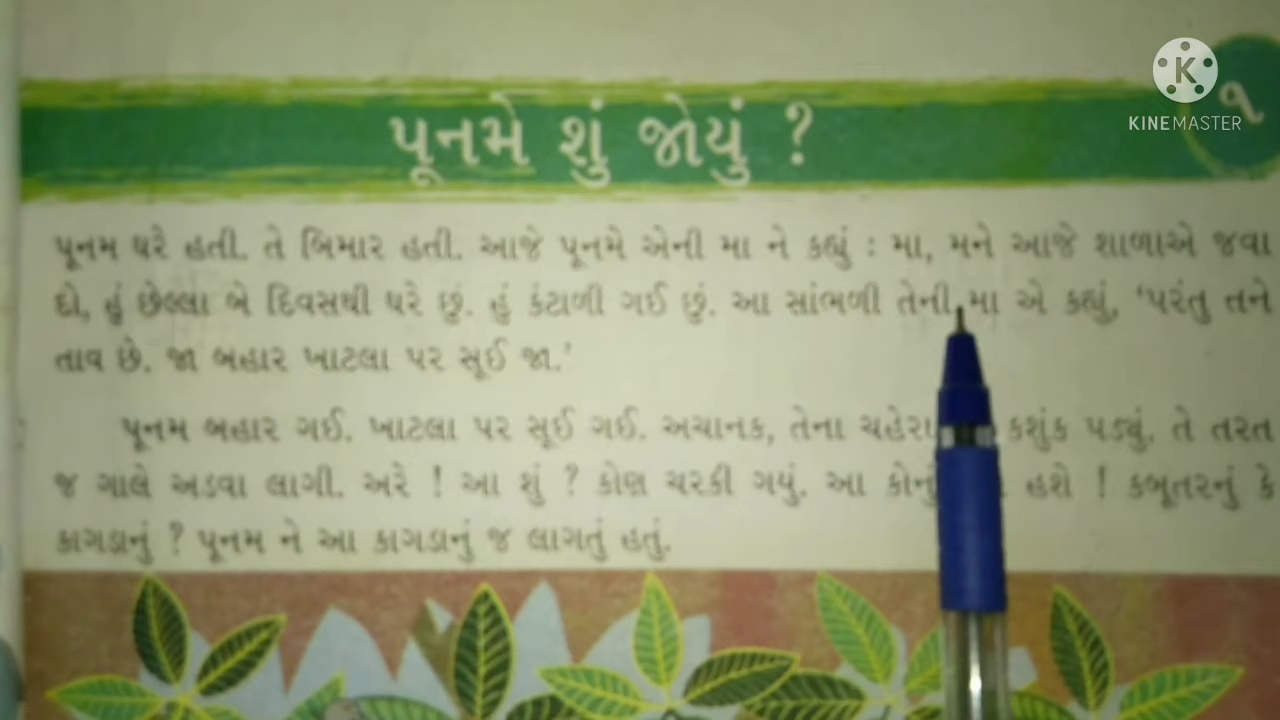 KINEMASTER
૧
પૂનમે શું જોયું ?
પૂનમ ઘરે હતી. તે બિમાર હતી. આજે પૂનમે એની મા ને કહ્યું : મા, મને આજે શાળાએ જવા
દો, હું છેલ્લા બે દિવસથી ઘરે છું. હું કંટાળી ગઈ છું. આ સાંભળી તેની મા એ કહ્યું, ‘પરંતુ તને
તાવ છે. જા બહાર ખાટલા પર સૂઈ જા.’
પૂનમ બહાર ગઈ. ખાટલા પર સૂઈ ગઈ. અચાનક, તેના ચહેરા કશુંક પડ્યું. તે તરત
જ ગાલે અડવા લાગી. અરે ! આ શું ? કોણ ચરકી ગયું. આ કોનું હશે ! કબૂતરનું કે
કાગડાનું ? પૂનમ ને આ કાગડાનું જ લાગતું હતું.